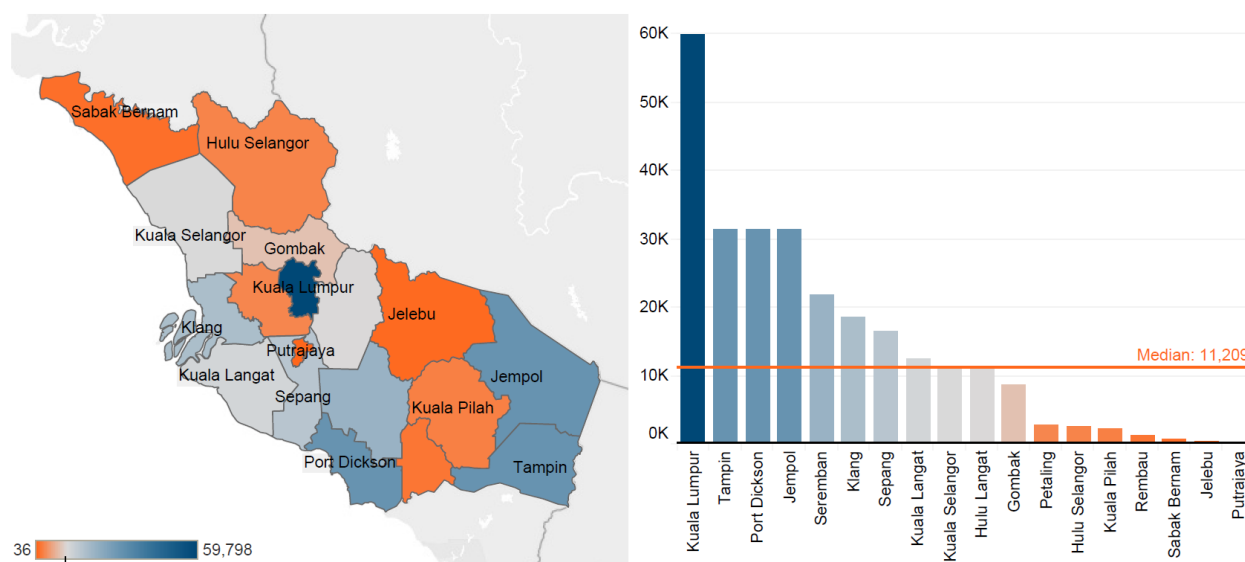 Sabak Bernam
Hulu Selangor
Kuala Selangor
Gombak
Kuala Lumpur
Jelebu
Klang
Putrajaya
Kuala Langat
Jempol
Sepang
Kuala Pilah
Port Dickson
Tampin
36
59,798
60K
50K
40K
30K
20K
10K
0K
Median: 11,209
Kuala Lumpur
Tampin
Port Dickson
Jempol
Seremban
Klang
Sepang
Kuala Langat
Kuala Selangor
Hulu Langat
Gombak
Petaling
Hulu Selangor
Kuala Pilah
Rembau
Sabak Bernam
Jelebu
Putrajaya